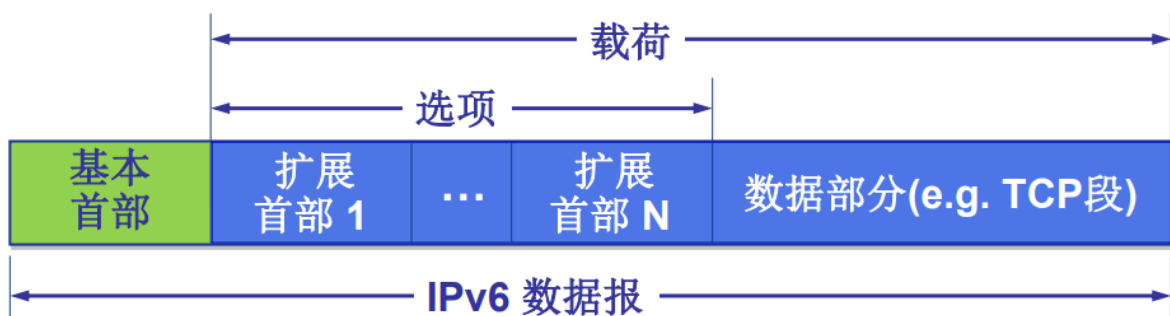 载荷
选项
基本
首部
扩展
首部 1
...
扩展
首部 N
数据部分(e.g. TCP段)
IPv6 数据报